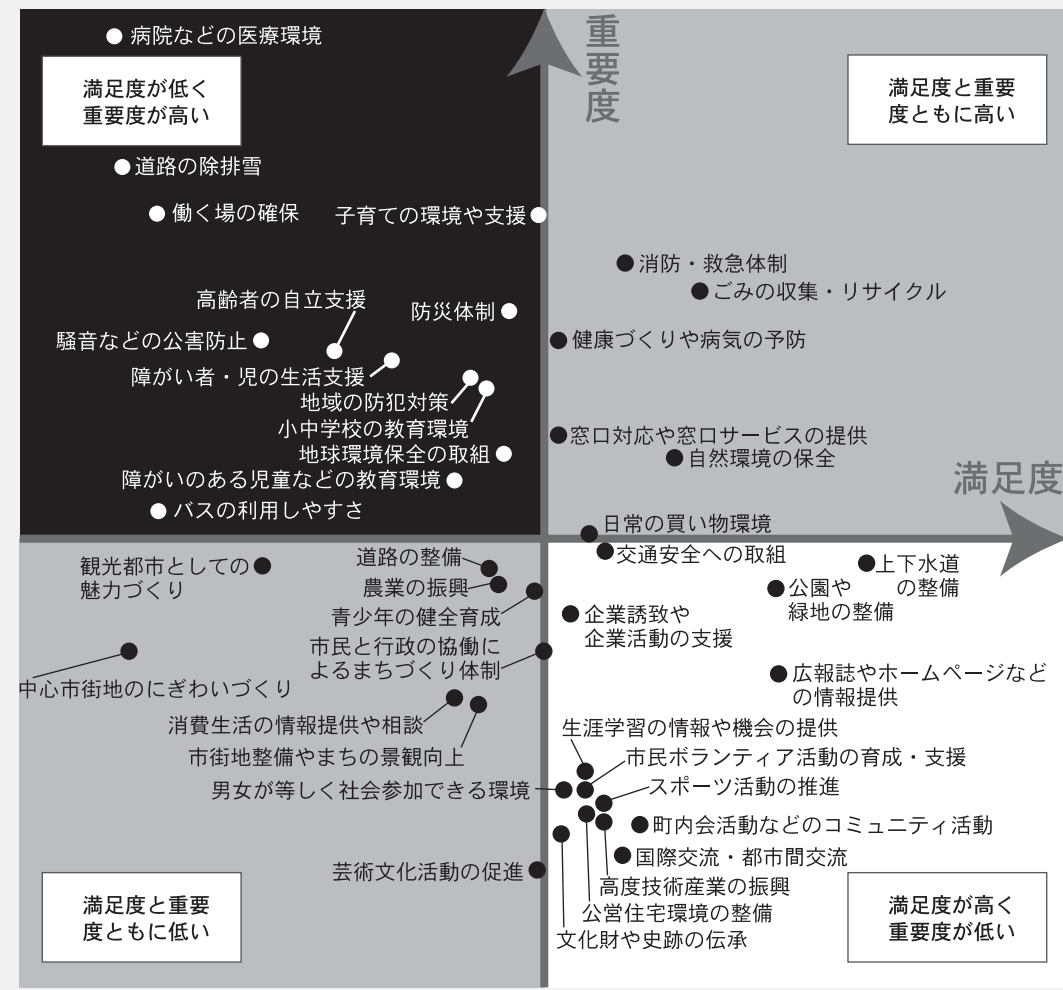 病院などの医療環境
重要度
満足度が低く
重要度が高い
満足度と重要
度ともに高い
道路の除排雪
働く場の確保
子育ての環境や支援
消防・救急体制
ごみの収集・リサイクル
高齢者の自立支援
防災体制
騒音などの公害防止
健康づくりや病気の予防
障がい者・児の生活支援
地域の防犯対策
小中学校の教育環境
窓口対応や窓口サービスの提供
地球環境保全の取組
自然環境の保全
障がいのある児童などの教育環境
満足度
バスの利用しやすさ
日常の買い物環境
交通安全への取組
道路の整備
観光都市としての
魅力づくり
上下水道
の整備
農業の振興
公園や
緑地の整備
青少年の健全育成
企業誘致や
企業活動の支援
市民と行政の協働に
よるまちづくり体制
中心市街地のにぎわいづくり
広報誌やホームページなど
の情報提供
消費生活の情報提供や相談
生涯学習の情報や機会の提供
市街地整備やまちの景観向上
市民ボランティア活動の育成・支援
男女が等しく社会参加できる環境
スポーツ活動の推進
町内会活動などのコミュニティ活動
国際交流・都市間交流
芸術文化活動の促進
高度技術産業の振興
公営住宅環境の整備
文化財や史跡の伝承
満足度と重要
度ともに低い
満足度が高く
重要度が低い